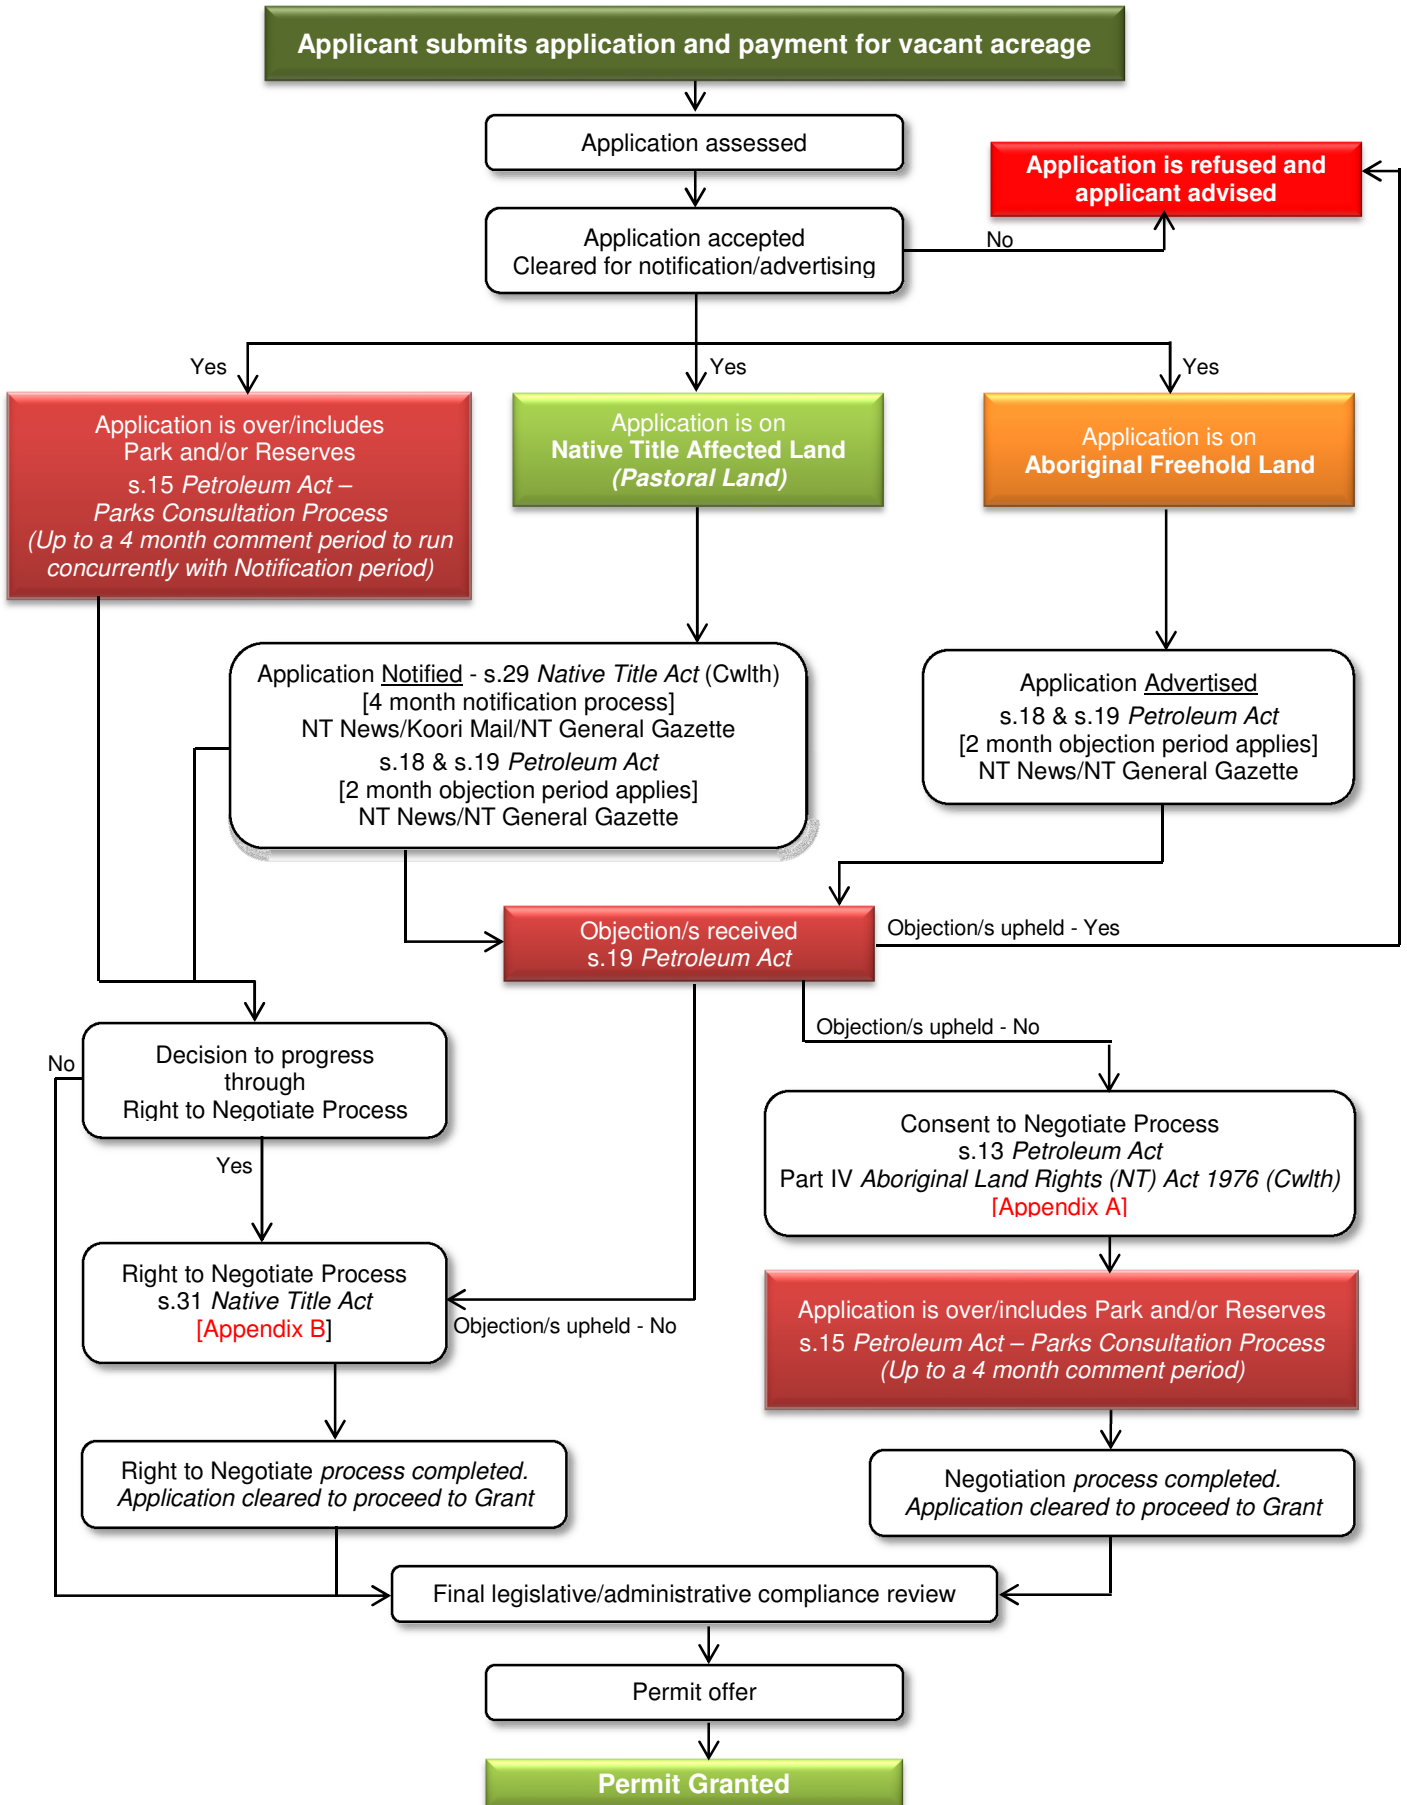 Applicant submits application and payment for vacant acreage
Application assessed
Application is refused and
applicant advised
Application accepted
Cleared for notification/advertising
No
Yes
Yes
Yes
Application is over/includes
Park and/or Reserves
s.15 Petroleum Act –
Parks Consultation Process
(Up to a 4 month comment period to run
concurrently with Notification period)
Application is on
Native Title Affected Land
(Pastoral Land)
Application is on
Aboriginal Freehold Land
Application Notified - s.29 Native Title Act (Cwlth)
[4 month notification process]
NT News/Koori Mail/NT General Gazette
s.18 & s.19 Petroleum Act
[2 month objection period applies]
NT News/NT General Gazette
Application Advertised
s.18 & s.19 Petroleum Act
[2 month objection period applies]
NT News/NT General Gazette
Objection/s received
s.19 Petroleum Act
Objection/s upheld - Yes
Objection/s upheld - No
No
Decision to progress
through
Right to Negotiate Process
Yes
Consent to Negotiate Process
s.13 Petroleum Act
Part IV Aboriginal Land Rights (NT) Act 1976 (Cwlth)
[Appendix A]
Right to Negotiate Process
s.31 Native Title Act
[Appendix B]
Objection/s upheld - No
Application is over/includes Park and/or Reserves
s.15 Petroleum Act – Parks Consultation Process
(Up to a 4 month comment period)
Right to Negotiate process completed.
Application cleared to proceed to Grant
Negotiation process completed.
Application cleared to proceed to Grant
Final legislative/administrative compliance review
Permit offer
Permit Granted